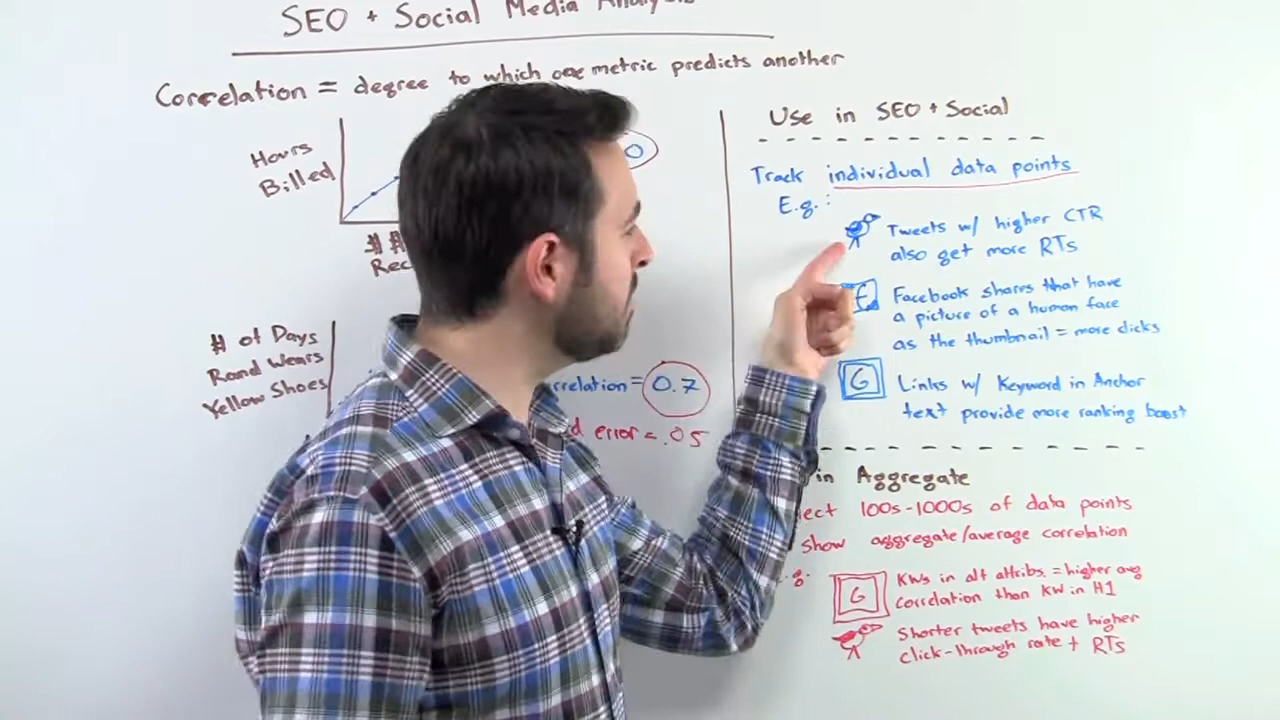 SEO + Social Media Analysis
Correlation = degree to which one metric predicts another
Hours
Billed
0
# of Days
Rand Wears
Yellow Shoes
= 0.7
error = .05
Use in SEO + Social
Track individual data points
E.g.:
Tweets w/ higher CTR
also get more RTs
Facebook shares that have
a picture of a human face
as the thumbnail = more clicks
G
Links w/ Keyword in Anchor
text provide more ranking boost
in Aggregate
100s-1000s of data points
show aggregate/average correlation
G
KWs in alt attribs. = higher avg
correlation than KW in H1
Shorter tweets have higher
click-through rate + RTs